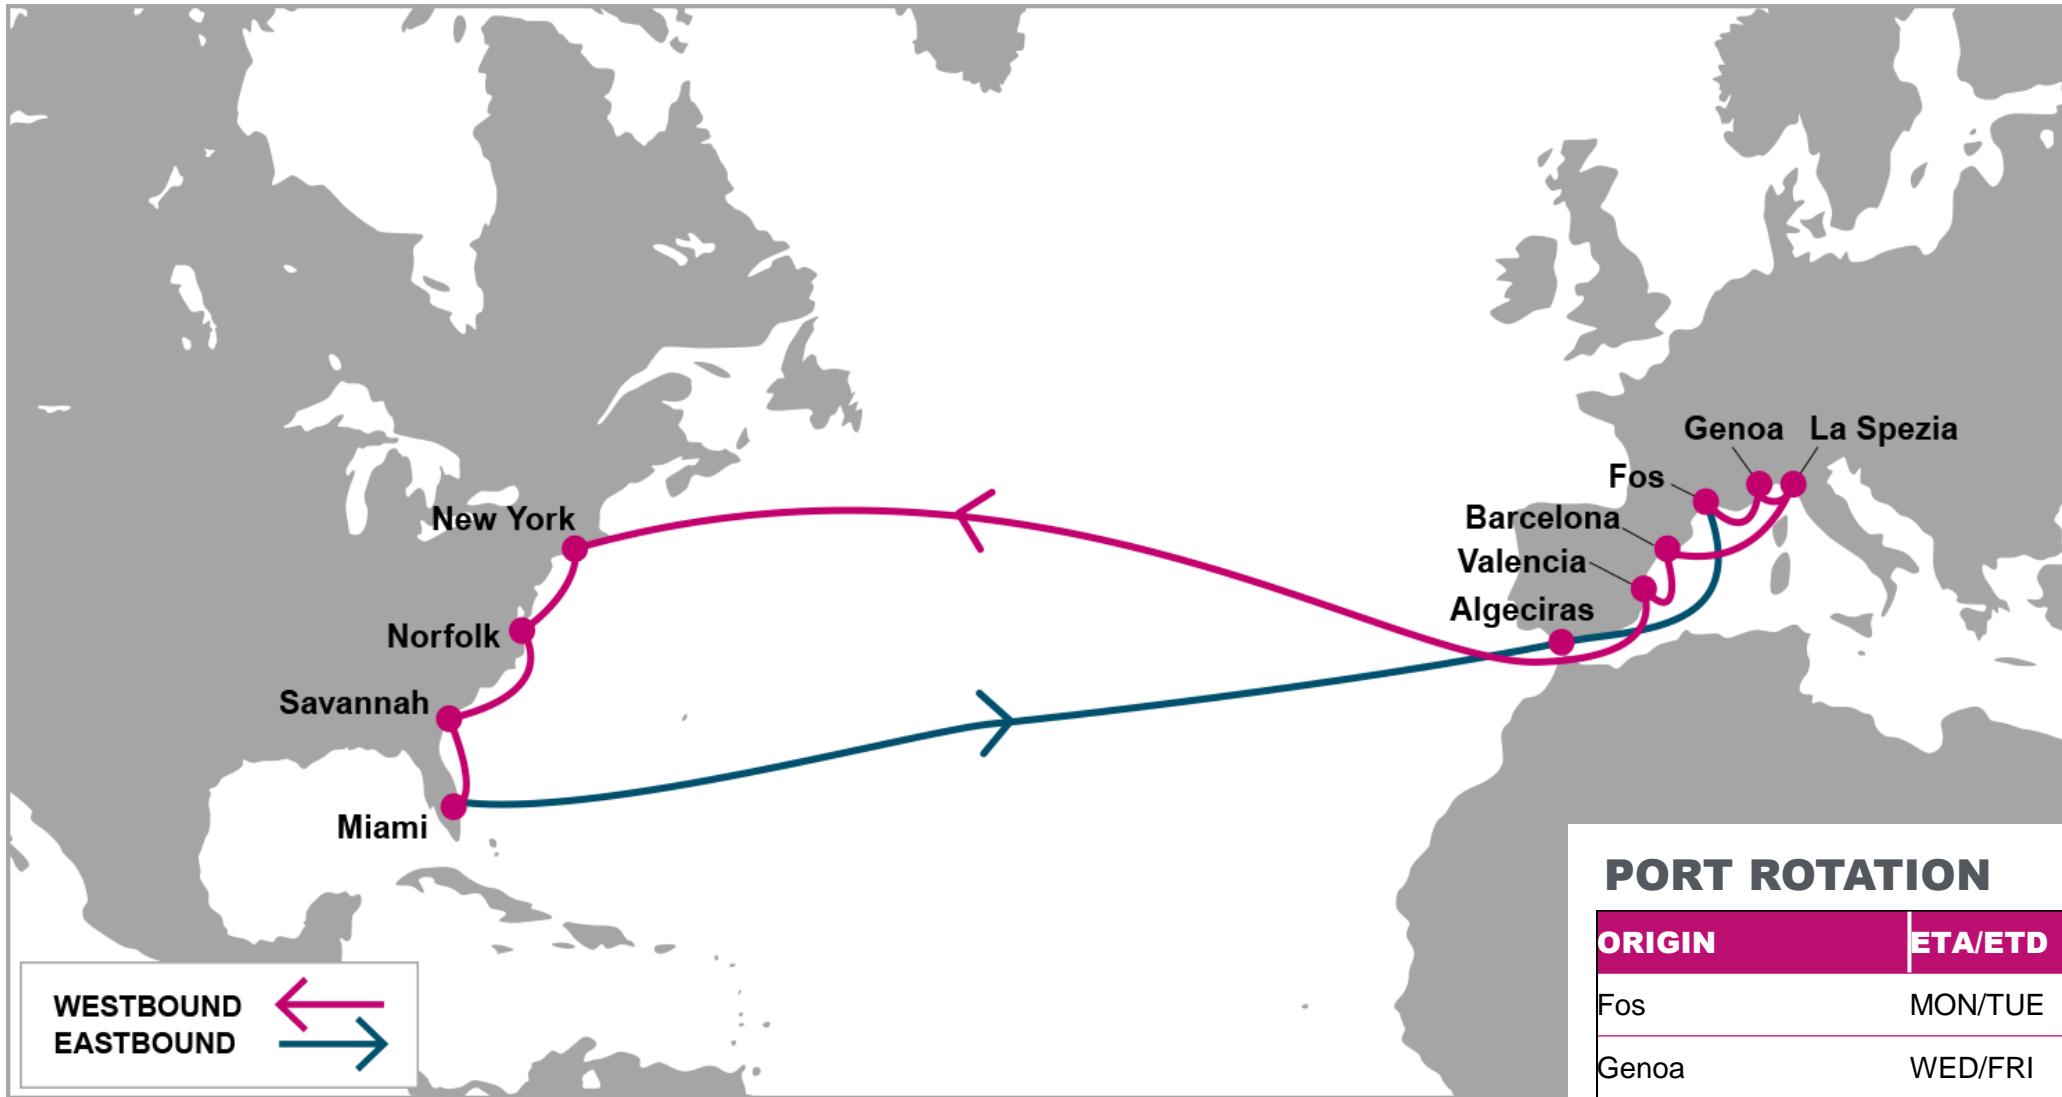 Genoa
La Spezia
Fos
Barcelona
New York
Valencia
Algeciras
Norfolk
Savannah
Miami
PORT ROTATION
ORIGIN ETA/ETD
Fos MON/TUE
Genoa WED/FRI
WESTBOUND
EASTBOUND